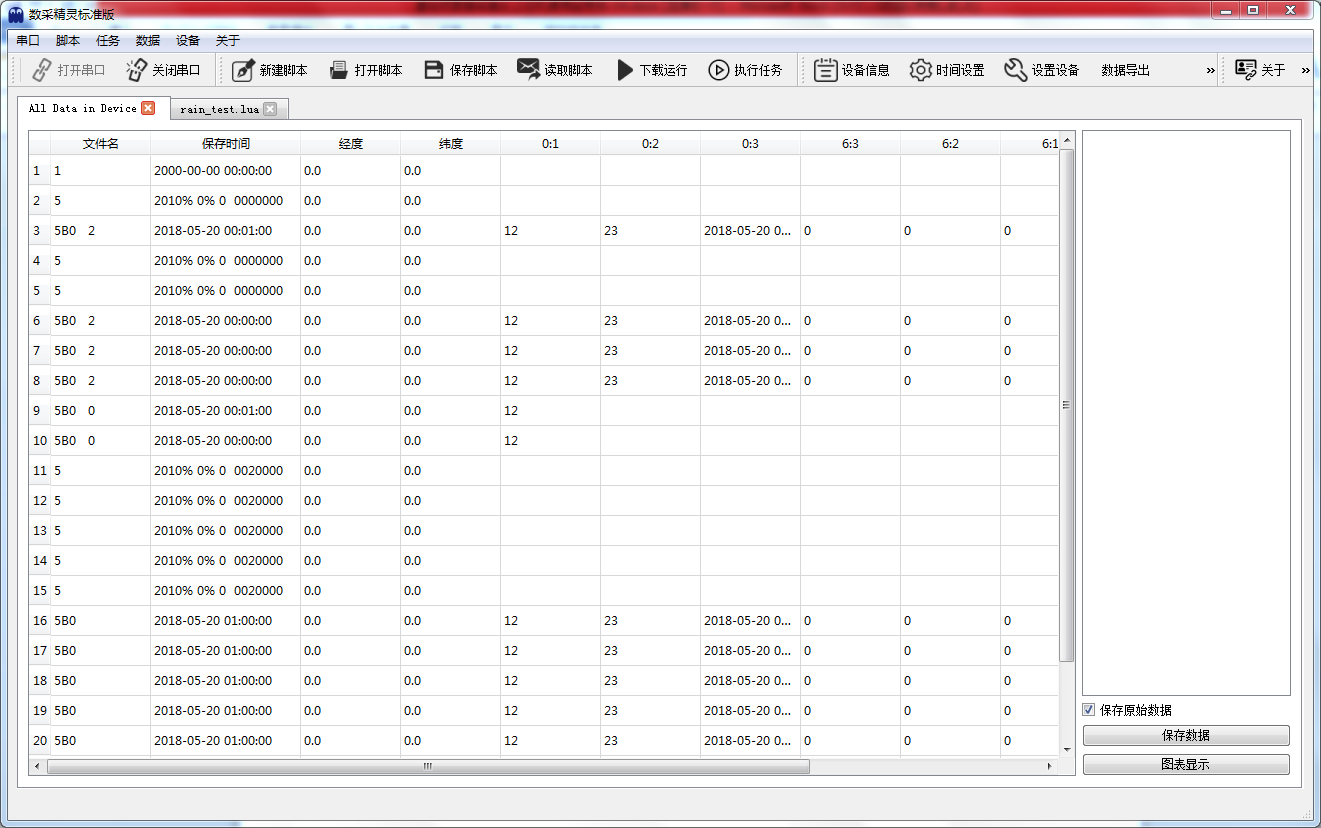 数采精灵标准版
串口 脚本 任务 数据 设备 关于
打开串口 关闭串口 新建脚本 打开脚本 保存脚本 读取脚本 下载运行 执行任务 设备信息 时间设置 设置设备 数据导出 » 关于 »
All Data in Device rain_test.lua
文件名 保存时间 经度 纬度 0:1 0:2 0:3 6:3 6:2 6:1
1 1 2000-00-00 00:00:00 0.0 0.0
2 5 2010% 0% 0 0000000 0.0 0.0
3 5B0 2 2018-05-20 00:01:00 0.0 0.0 12 23 2018-05-20 0... 0 0 0
4 5 2010% 0% 0 0000000 0.0 0.0
5 5 2010% 0% 0 0000000 0.0 0.0
6 5B0 2 2018-05-20 00:00:00 0.0 0.0 12 23 2018-05-20 0... 0 0 0
7 5B0 2 2018-05-20 00:00:00 0.0 0.0 12 23 2018-05-20 0... 0 0 0
8 5B0 2 2018-05-20 00:00:00 0.0 0.0 12 23 2018-05-20 0... 0 0 0
9 5B0 0 2018-05-20 00:01:00 0.0 0.0 12
10 5B0 0 2018-05-20 00:00:00 0.0 0.0 12
11 5 2010% 0% 0 0020000 0.0 0.0
12 5 2010% 0% 0 0020000 0.0 0.0
13 5 2010% 0% 0 0020000 0.0 0.0
14 5 2010% 0% 0 0020000 0.0 0.0
15 5 2010% 0% 0 0020000 0.0 0.0
16 5B0 2018-05-20 01:00:00 0.0 0.0 12 23 2018-05-20 0... 0 0 0
17 5B0 2018-05-20 01:00:00 0.0 0.0 12 23 2018-05-20 0... 0 0 0
18 5B0 2018-05-20 01:00:00 0.0 0.0 12 23 2018-05-20 0... 0 0 0
19 5B0 2018-05-20 01:00:00 0.0 0.0 12 23 2018-05-20 0... 0 0 0
20 5B0 2018-05-20 01:00:00 0.0 0.0 12 23 2018-05-20 0... 0 0 0
保存原始数据
保存数据
图表显示